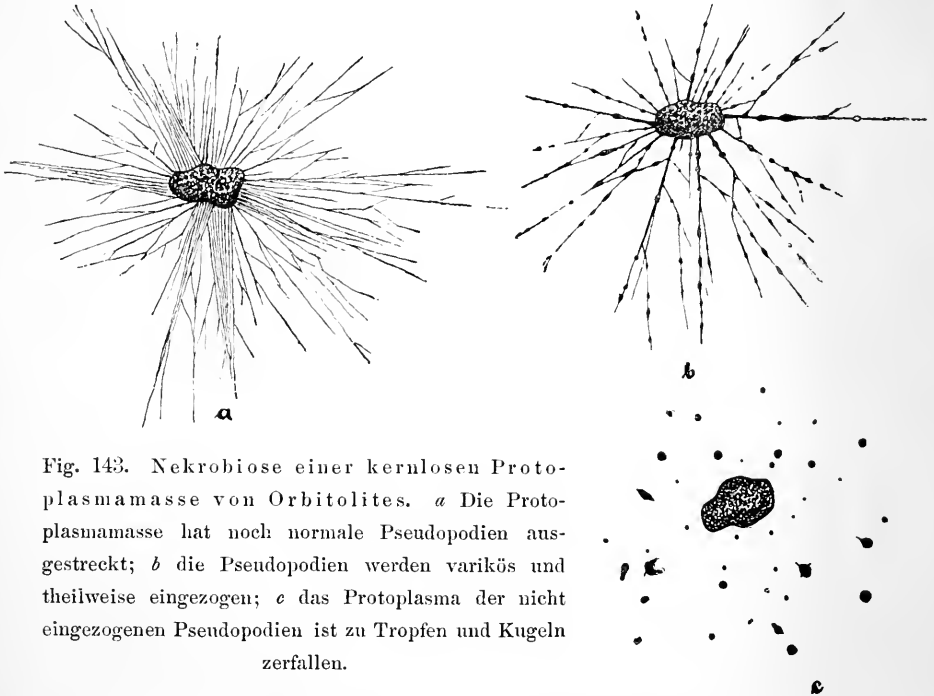 a
b
c
Fig. 143. Nekrobiose einer kernlosen Proto-
plasmamasse von Orbitolites. a Die Proto-
plasmamasse hat noch normale Pseudopodien aus-
gestreckt; b die Pseudopodien werden varikös und
theilweise eingezogen; c das Protoplasma der nicht
eingezogenen Pseudopodien ist zu Tropfen und Kugeln
zerfallen.